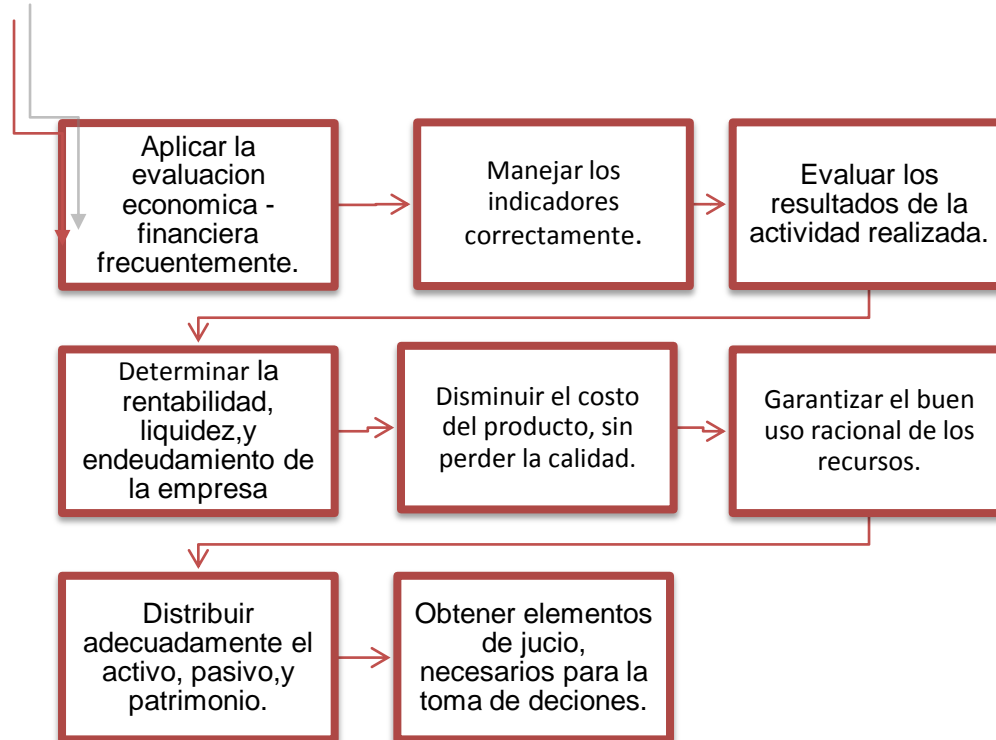 Aplicar la
evaluacion
economica -
financiera
frecuentemente.
Manejar los
indicadores
correctamente.
Evaluar los
resultados de la
actividad realizada.
Determinar la
rentabilidad,
liquidez,y
endeudamiento de
la empresa
Disminuir el costo
del producto, sin
perder la calidad.
Garantizar el buen
uso racional de los
recursos.
Distribuir
adecuadamente el
activo, pasivo,y
patrimonio.
Obtener elementos
de jucio,
necesarios para la
toma de deciones.